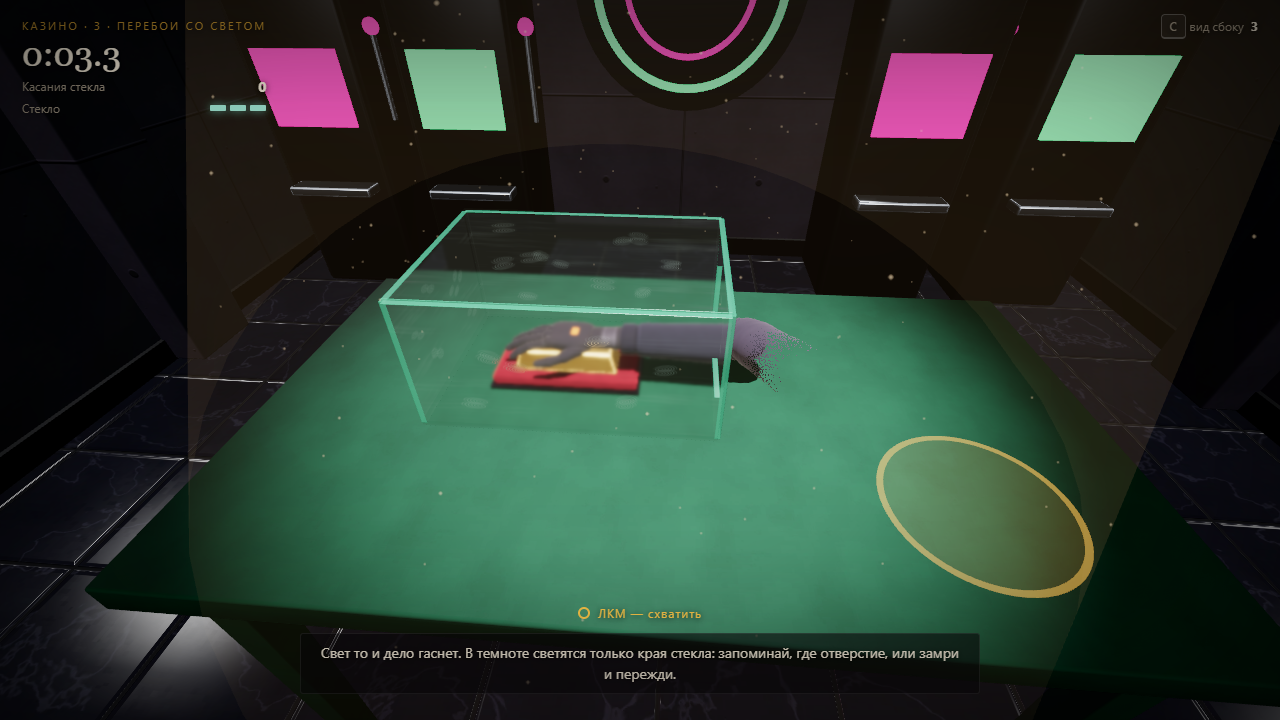 КАЗИНО · 3 · ПЕРЕБОИ СО СВЕТОМ
0:03.3
Касания стекла 0
Стекло
C вид сбоку 3
ЛКМ — схватить
Свет то и дело гаснет. В темноте светятся только края стекла: запоминай, где отверстие, или замри
и пережди.